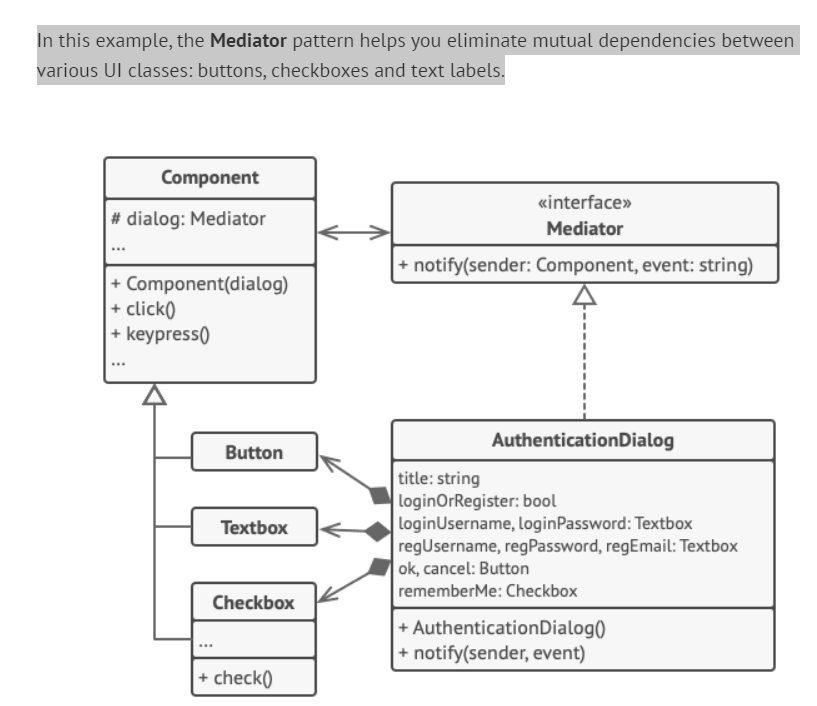 In this example, the Mediator pattern helps you eliminate mutual dependencies between
various UI classes: buttons, checkboxes and text labels.
Component
# dialog: Mediator
...
+ Component(dialog)
+ click()
+ keypress()
...
«interface»
Mediator
+ notify(sender: Component, event: string)
Button
Textbox
Checkbox
...
+ check()
AuthenticationDialog
title: string
loginOrRegister: bool
loginUsername, loginPassword: Textbox
regUsername, regPassword, regEmail: Textbox
ok, cancel: Button
rememberMe: Checkbox
+ AuthenticationDialog()
+ notify(sender, event)